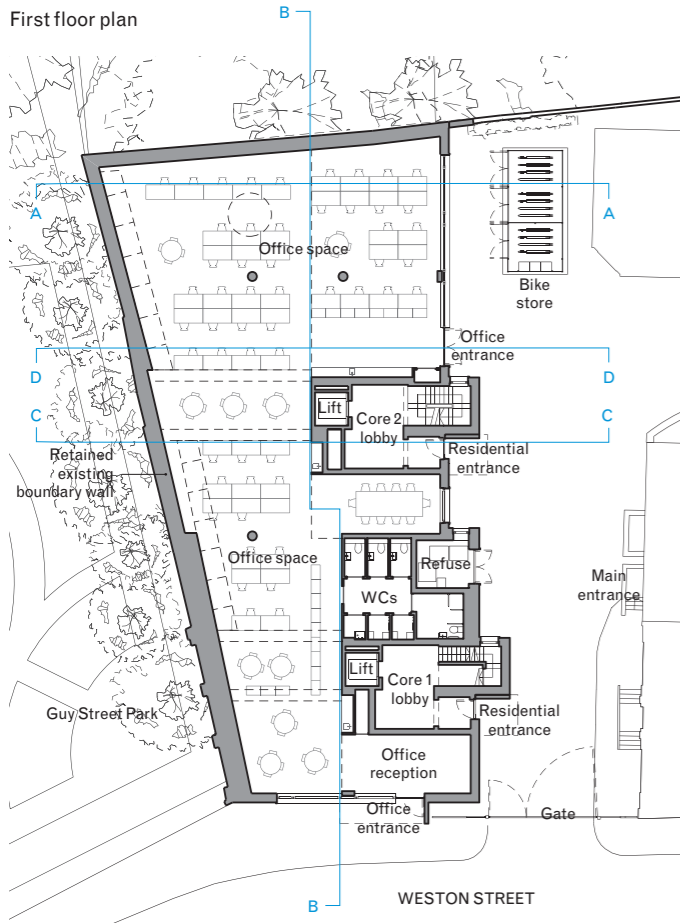 First floor plan
B
A
A
Office space
Bike
store
Office
entrance
D
D
Lift
Core 2
lobby
C
C
Retained
existing
boundary wall
Residential
entrance
Office space
Refuse
WCs
Main
entrance
Lift
Core 1
lobby
Guy Street Park
Residential
entrance
Office
reception
Office
entrance
Gate
B
WESTON STREET